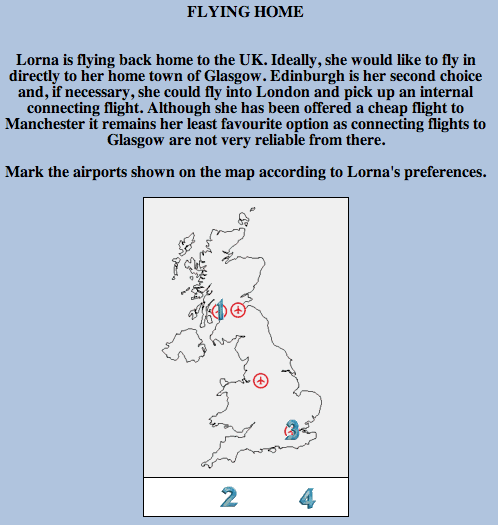 FLYING HOME
Lorna is flying back home to the UK. Ideally, she would like to fly in
directly to her home town of Glasgow. Edinburgh is her second choice
and, if necessary, she could fly into London and pick up an internal
connecting flight. Although she has been offered a cheap flight to
Manchester it remains her least favourite option as connecting flights to
Glasgow are not very reliable from there.
Mark the airports shown on the map according to Lorna's preferences.
1
3
2 4